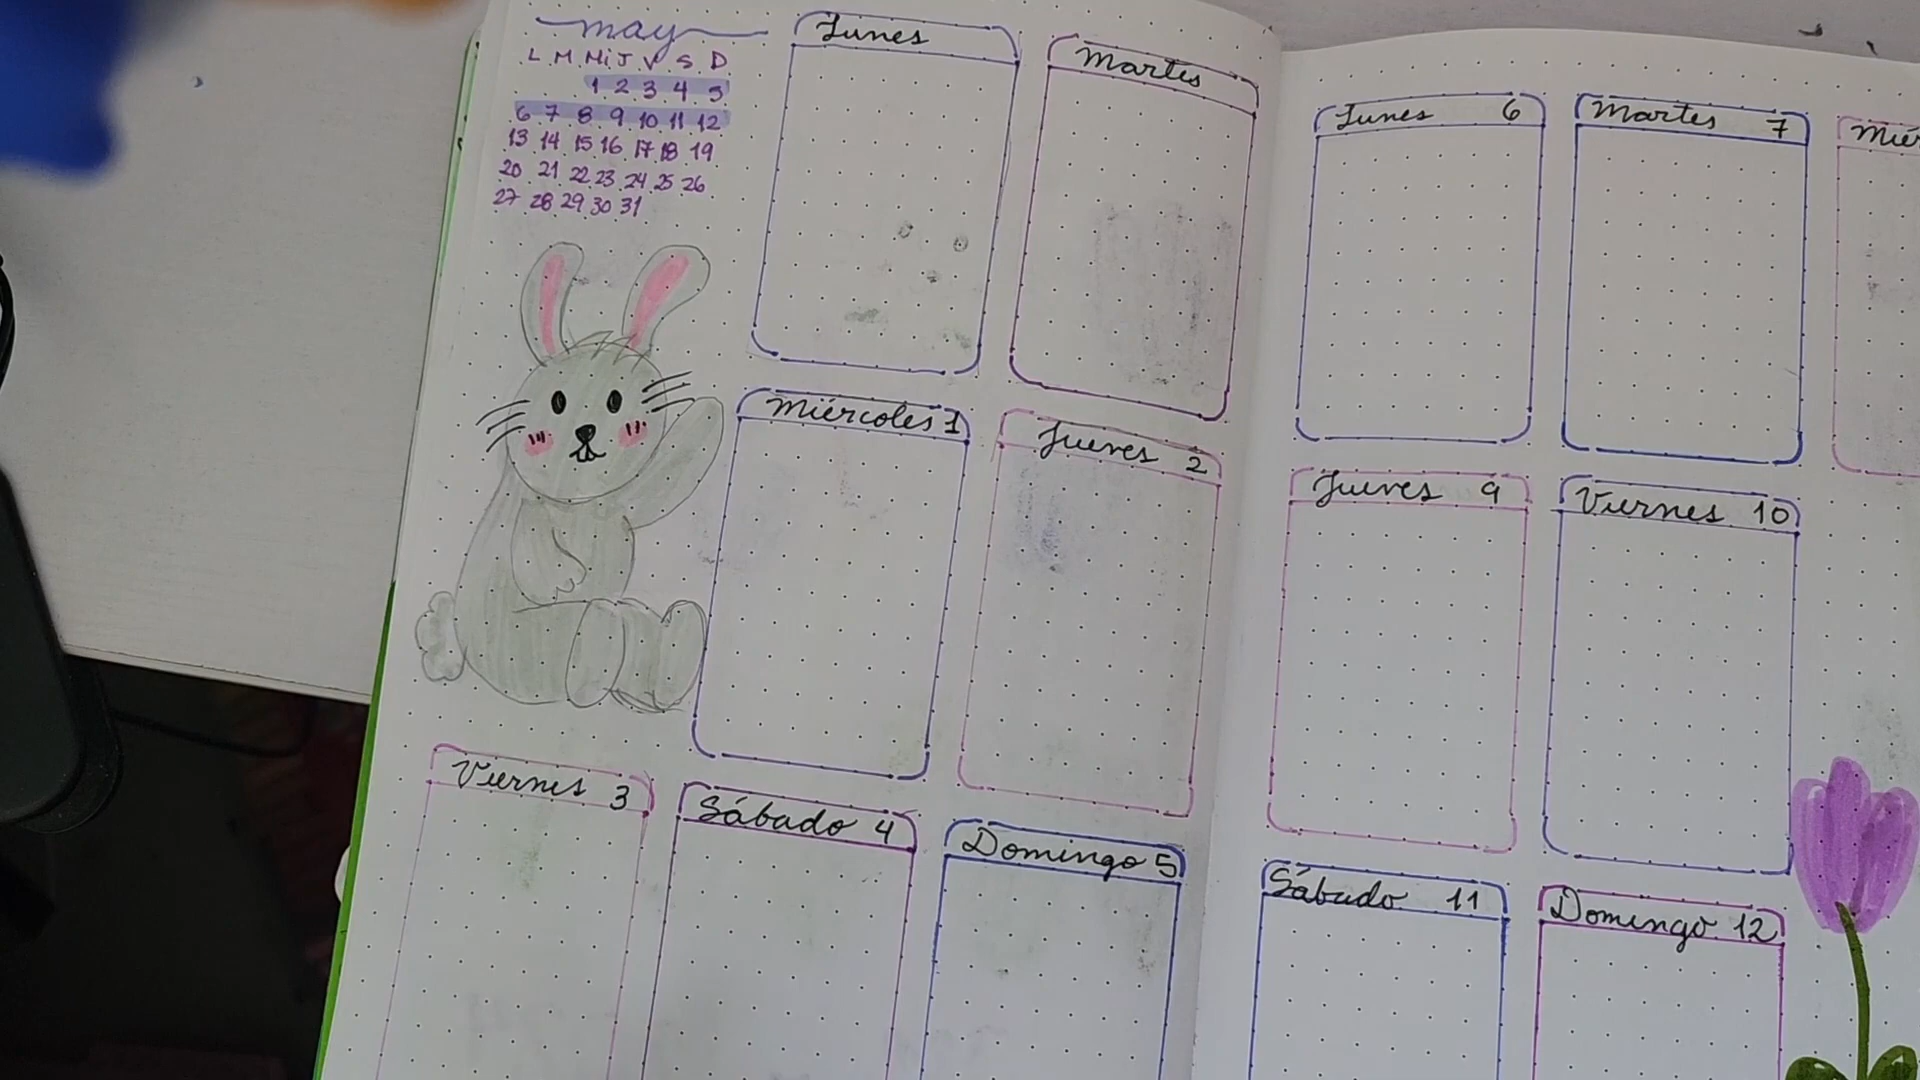 may
L M Mi J V S D
1 2 3 4 5
6 7 8 9 10 11 12
13 14 15 16 17 18 19
20 21 22 23 24 25 26
27 28 29 30 31
Lunes
Martes
Miércoles 1
Jueves 2
Viernes 3
Sábado 4
Domingo 5
Lunes 6
Martes 7
Mié
Jueves 9
Viernes 10
Sábado 11
Domingo 12